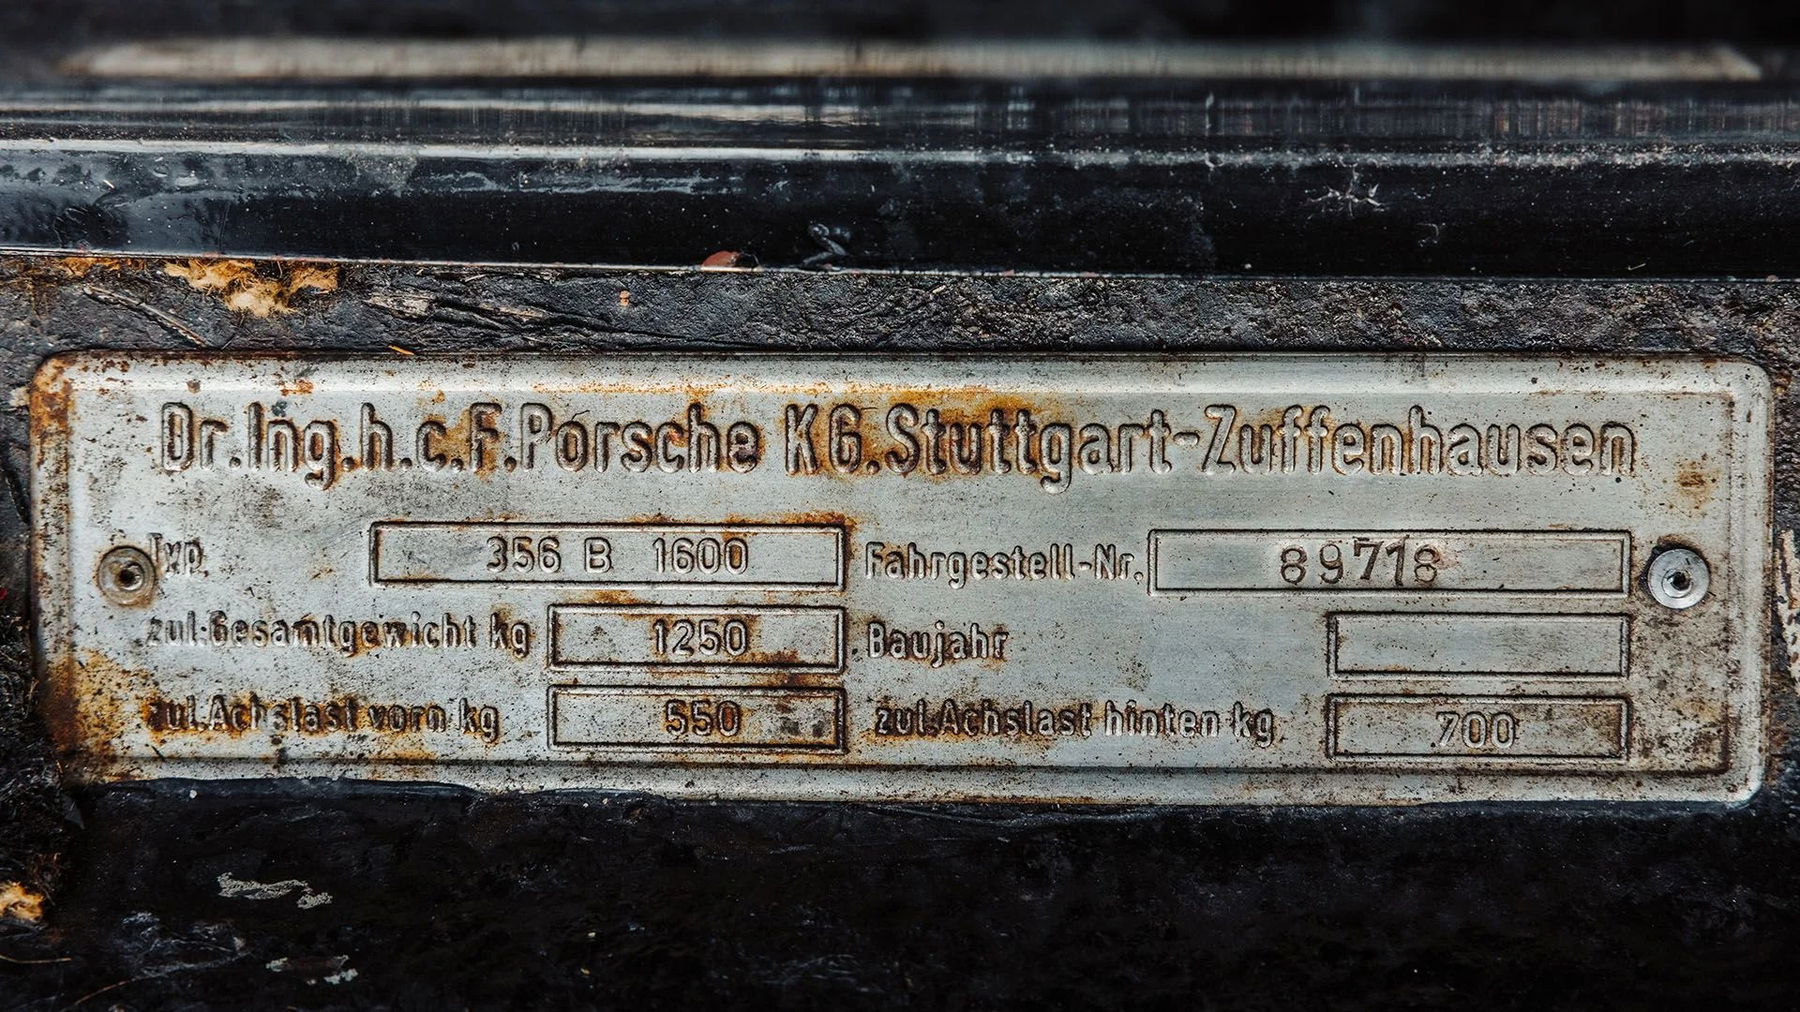 Dr.Ing.h.c.F.Porsche KG.Stuttgart-Zuffenhausen
Typ 356 B 1600 Fahrgestell-Nr. 89718
zul.Gesamtgewicht kg 1250 Baujahr
zul.Achslast vorn kg 550 zul.Achslast hinten kg 700